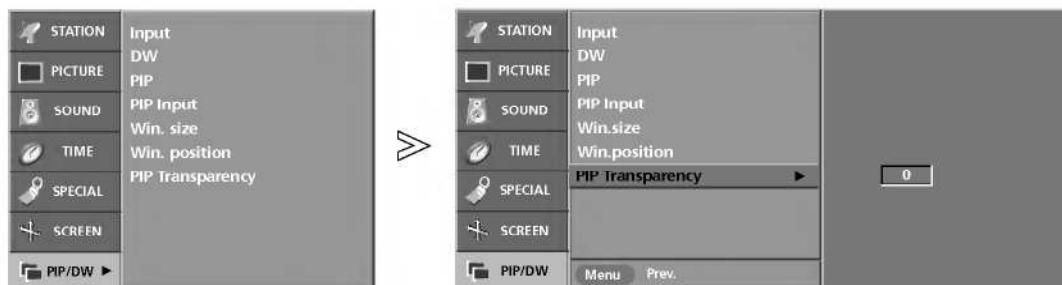 STATION
PICTURE
SOUND
TIME
SPECIAL
SCREEN
PIP/DW
Input
DW
PIP
PIP Input
Win. size
Win. position
PIP Transparency
STATION
PICTURE
SOUND
TIME
SPECIAL
SCREEN
PIP/DW
Input
DW
PIP
PIP Input
Win.size
Win.position
PIP Transparency
Menu Prev.
0